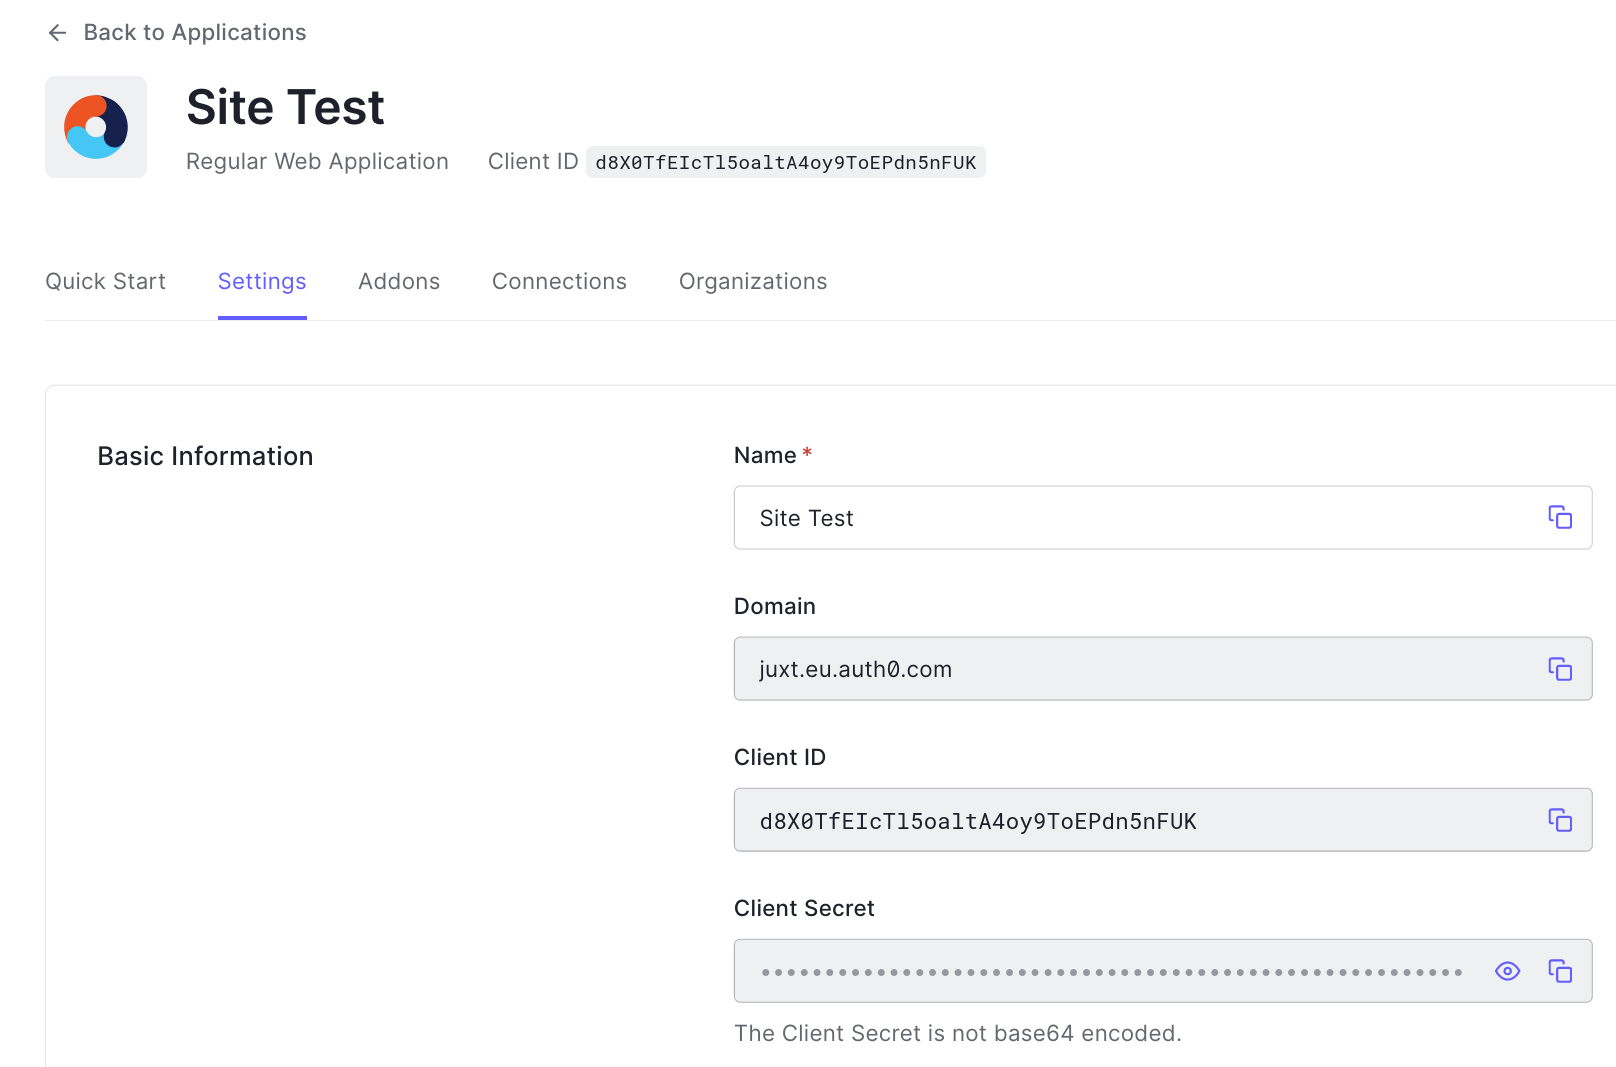 Back to Applications
Site Test
Regular Web Application Client ID d8X0TfEIcTl5oaltA4oy9ToEPdn5nFUK
Quick Start Settings Addons Connections Organizations
Basic Information
Name *
Site Test
Domain
juxt.eu.auth0.com
Client ID
d8X0TfEIcTl5oaltA4oy9ToEPdn5nFUK
Client Secret
The Client Secret is not base64 encoded.